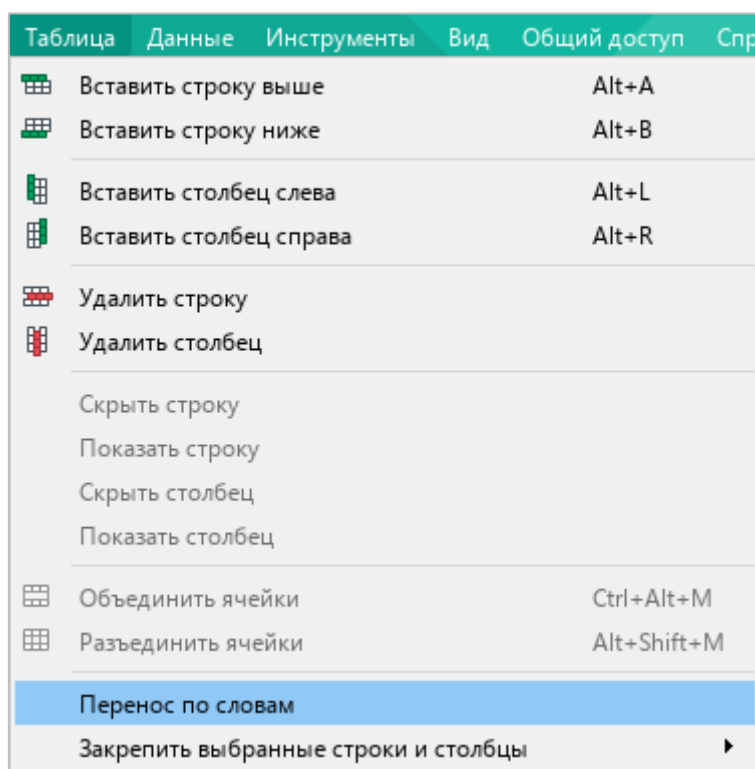 Таблица Данные Инструменты Вид Общий доступ Спр
Вставить строку выше Alt+A
Вставить строку ниже Alt+B
Вставить столбец слева Alt+L
Вставить столбец справа Alt+R
Удалить строку
Удалить столбец
Скрыть строку
Показать строку
Скрыть столбец
Показать столбец
Объединить ячейки Ctrl+Alt+M
Разъединить ячейки Alt+Shift+M
Перенос по словам
Закрепить выбранные строки и столбцы